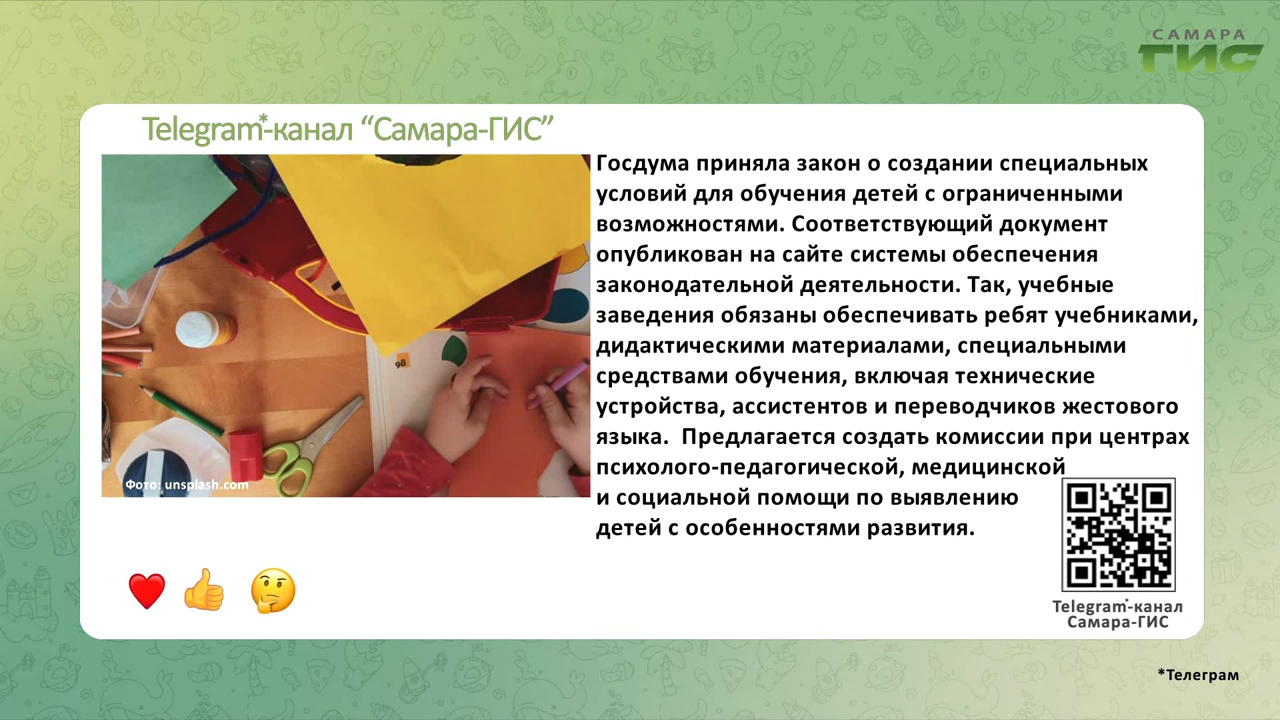 САМАРА
ГИС
Telegram*-канал “Самара-ГИС”
Госдума приняла закон о создании специальных
условий для обучения детей с ограниченными
возможностями. Соответствующий документ
опубликован на сайте системы обеспечения
законодательной деятельности. Так, учебные
заведения обязаны обеспечивать ребят учебниками,
дидактическими материалами, специальными
средствами обучения, включая технические
устройства, ассистентов и переводчиков жестового
языка.  Предлагается создать комиссии при центрах
психолого-педагогической, медицинской
и социальной помощи по выявлению
детей с особенностями развития.
98
Фото: unsplash.com
Telegram*-канал
Самара-ГИС
*Телеграм